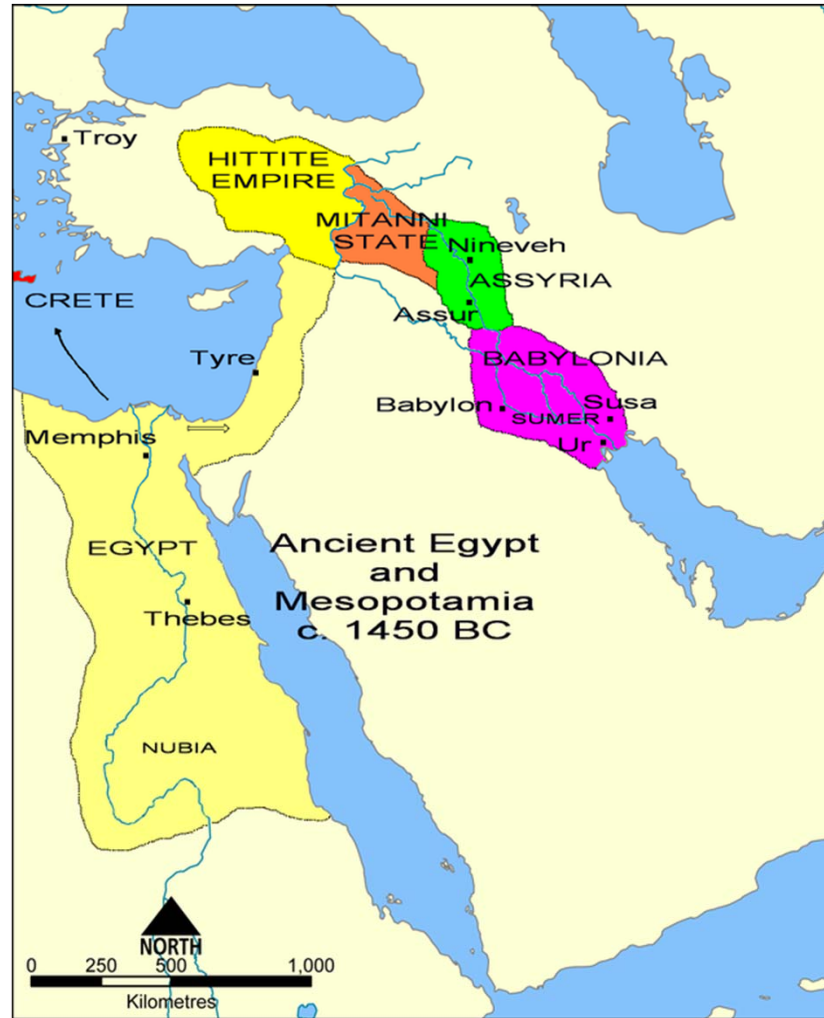 Troy
HITTITE
EMPIRE
MITANNI
STATE
Nineveh
ASSYRIA
Assur
CRETE
Tyre
BABYLONIA
Babylon
Susa
SUMER
Ur
Memphis
EGYPT
Ancient Egypt
and
Mesopotamia
c. 1450 BC
Thebes
NUBIA
NORTH
0 250 500 1,000
Kilometres